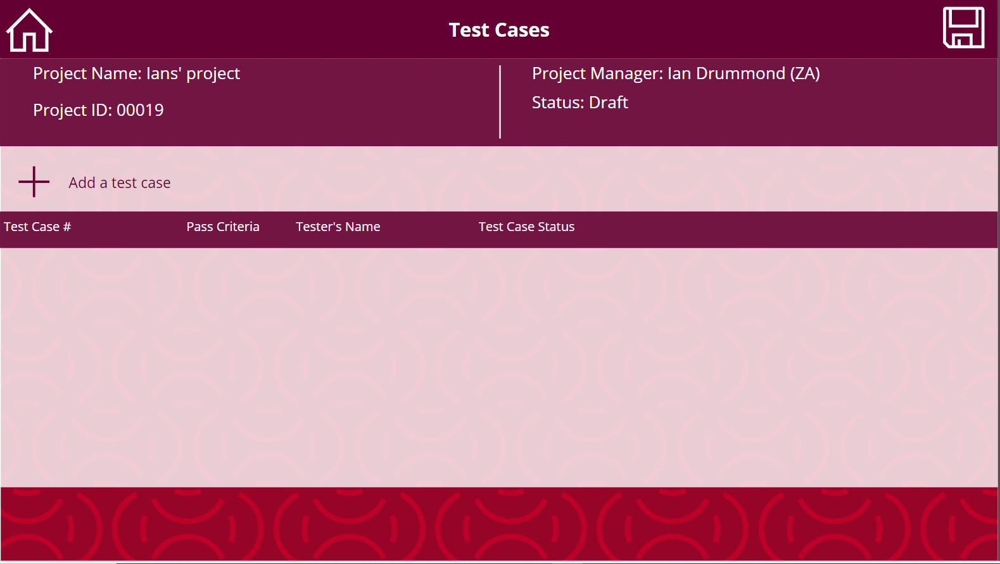 Test Cases
Project Name: Ians' project
Project ID: 00019
Project Manager: Ian Drummond (ZA)
Status: Draft
Add a test case
Test Case # Pass Criteria Tester's Name Test Case Status